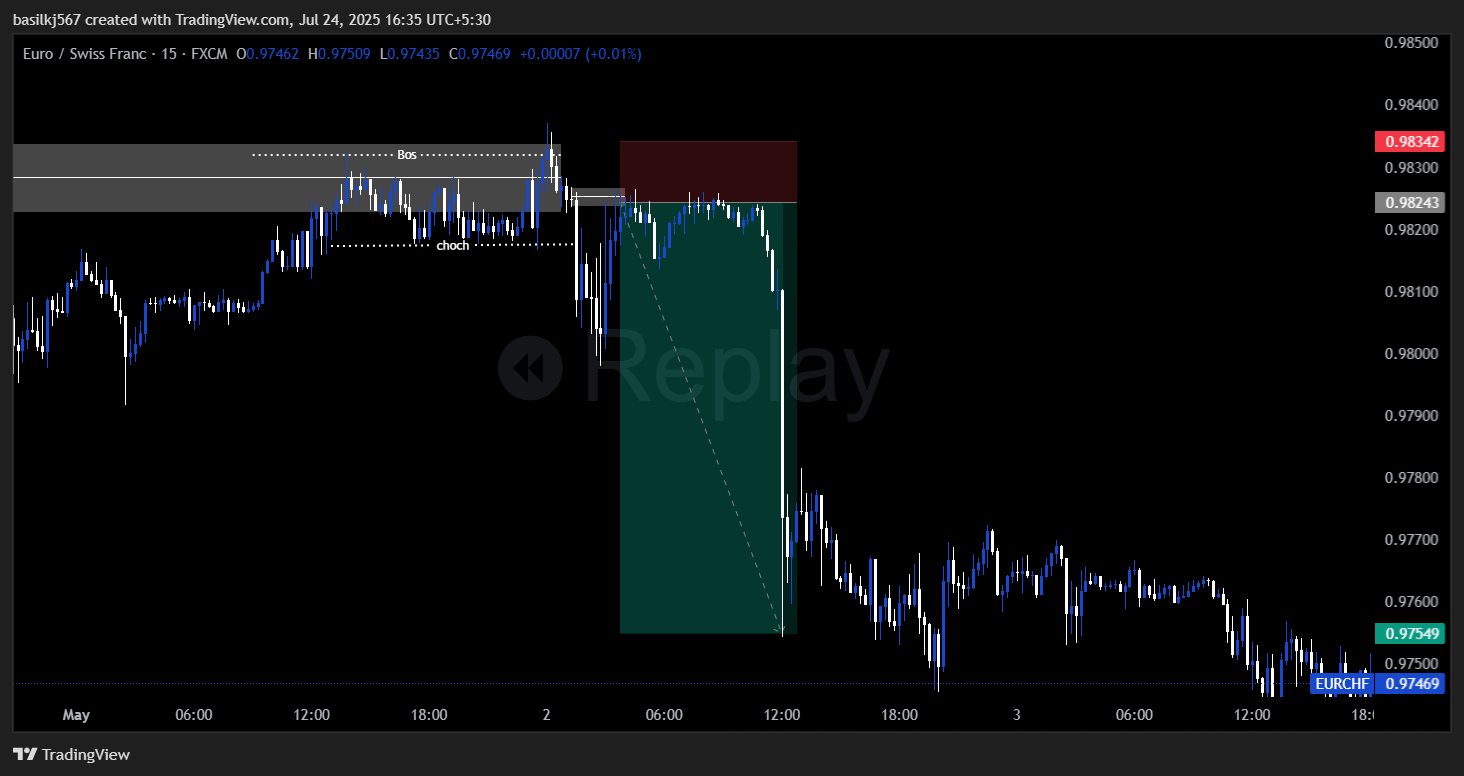 basilkj567 created with TradingView.com, Jul 24, 2025 16:35 UTC+5:30
Euro / Swiss Franc · 15 · FXCM O0.97462 H0.97509 L0.97435 C0.97469 +0.00007 (+0.01%)
0.98500
0.98400
0.98342
Bos
0.98300
0.98243
0.98200
choch
0.98100
Replay
0.98000
0.97900
0.97800
0.97700
0.97600
0.97549
0.97500
EURCHF 0.97469
May 06:00 12:00 18:00 2 06:00 12:00 18:00 3 06:00 12:00 18:0
TradingView